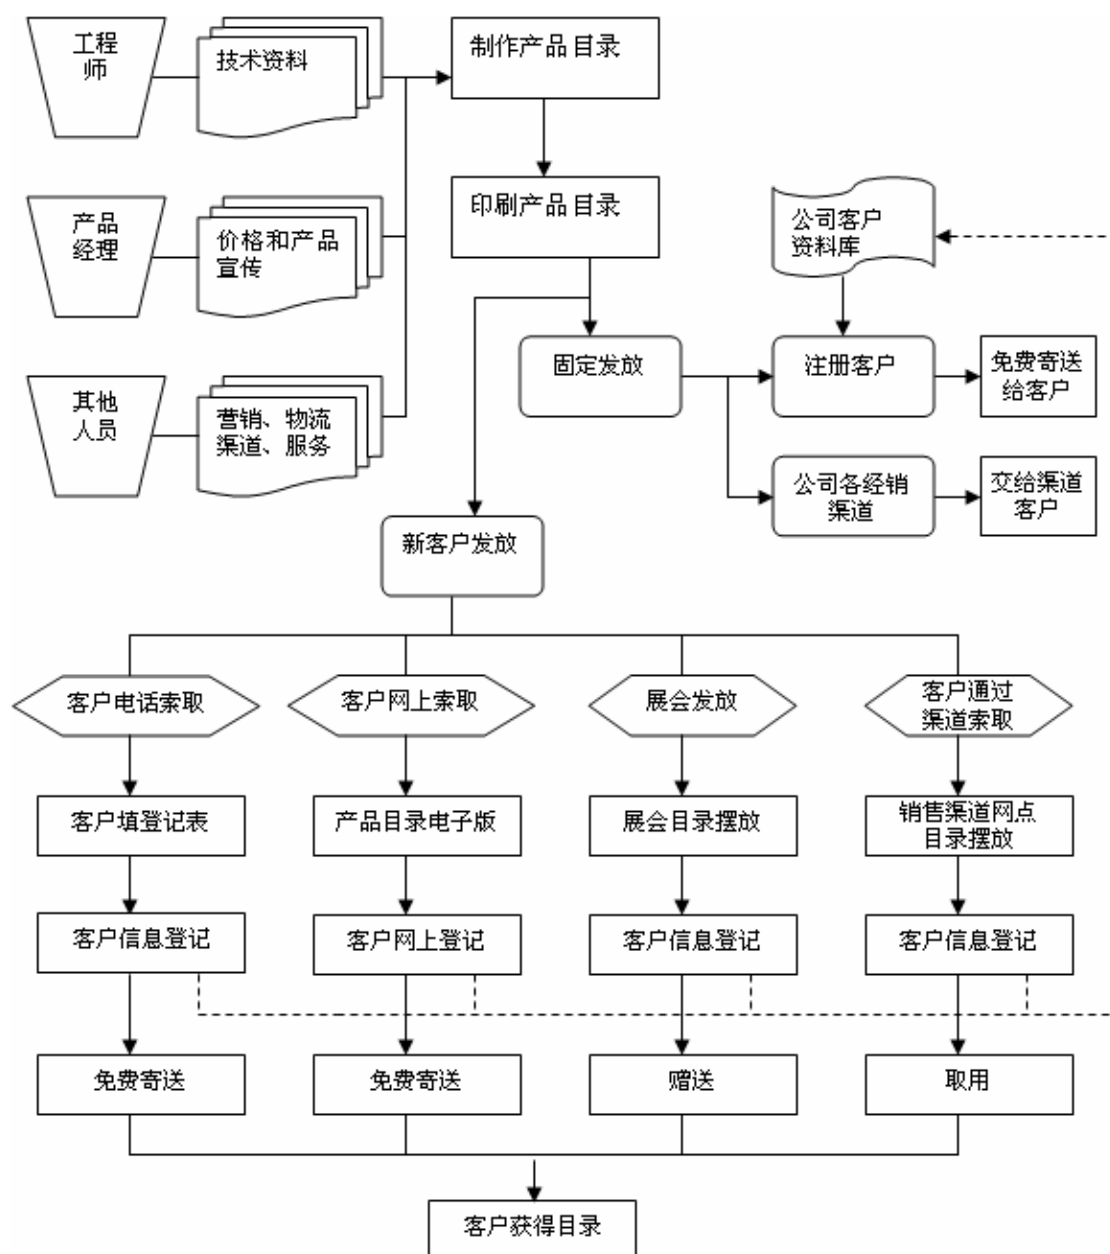 工程
师
技术资料
制作产品目录
产品
经理
价格和产品
宣传
印刷产品目录
公司客户
资料库
固定发放
注册客户
免费寄送
给客户
其他
人员
营销、物流
渠道、服务
公司各经销
渠道
交给渠道
客户
新客户发放
客户电话索取
客户网上索取
展会发放
客户通过
渠道索取
客户填登记表
产品目录电子版
展会目录摆放
销售渠道网点
目录摆放
客户信息登记
客户网上登记
客户信息登记
客户信息登记
免费寄送
免费寄送
赠送
取用
客户获得目录